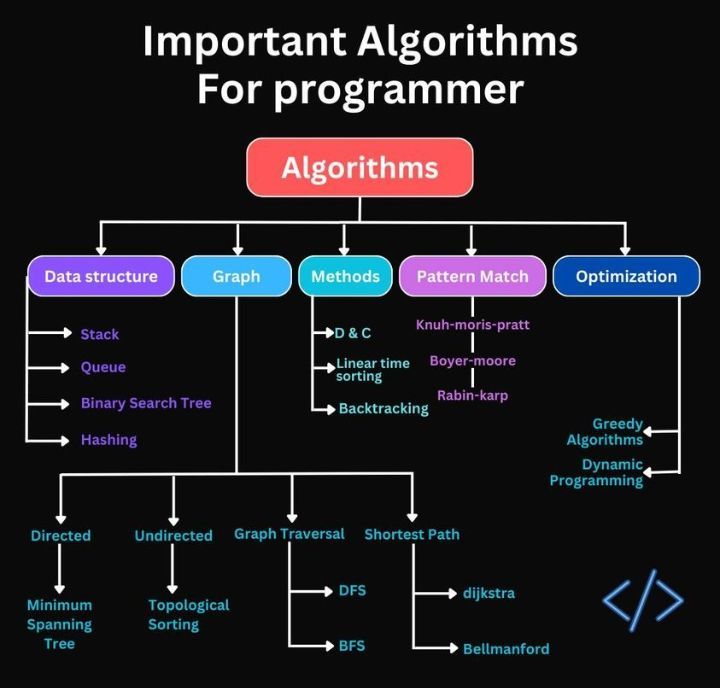 Important Algorithms
For programmer
Algorithms
Data structure
Graph
Methods
Pattern Match
Optimization
Stack
Queue
Binary Search Tree
Hashing
D & C
Linear time
sorting
Backtracking
Knuh-moris-pratt
Boyer-moore
Rabin-karp
Greedy
Algorithms
Dynamic
Programming
Directed
Undirected
Graph Traversal
Shortest Path
Minimum
Spanning
Tree
Topological
Sorting
DFS
BFS
dijkstra
Bellmanford
</>